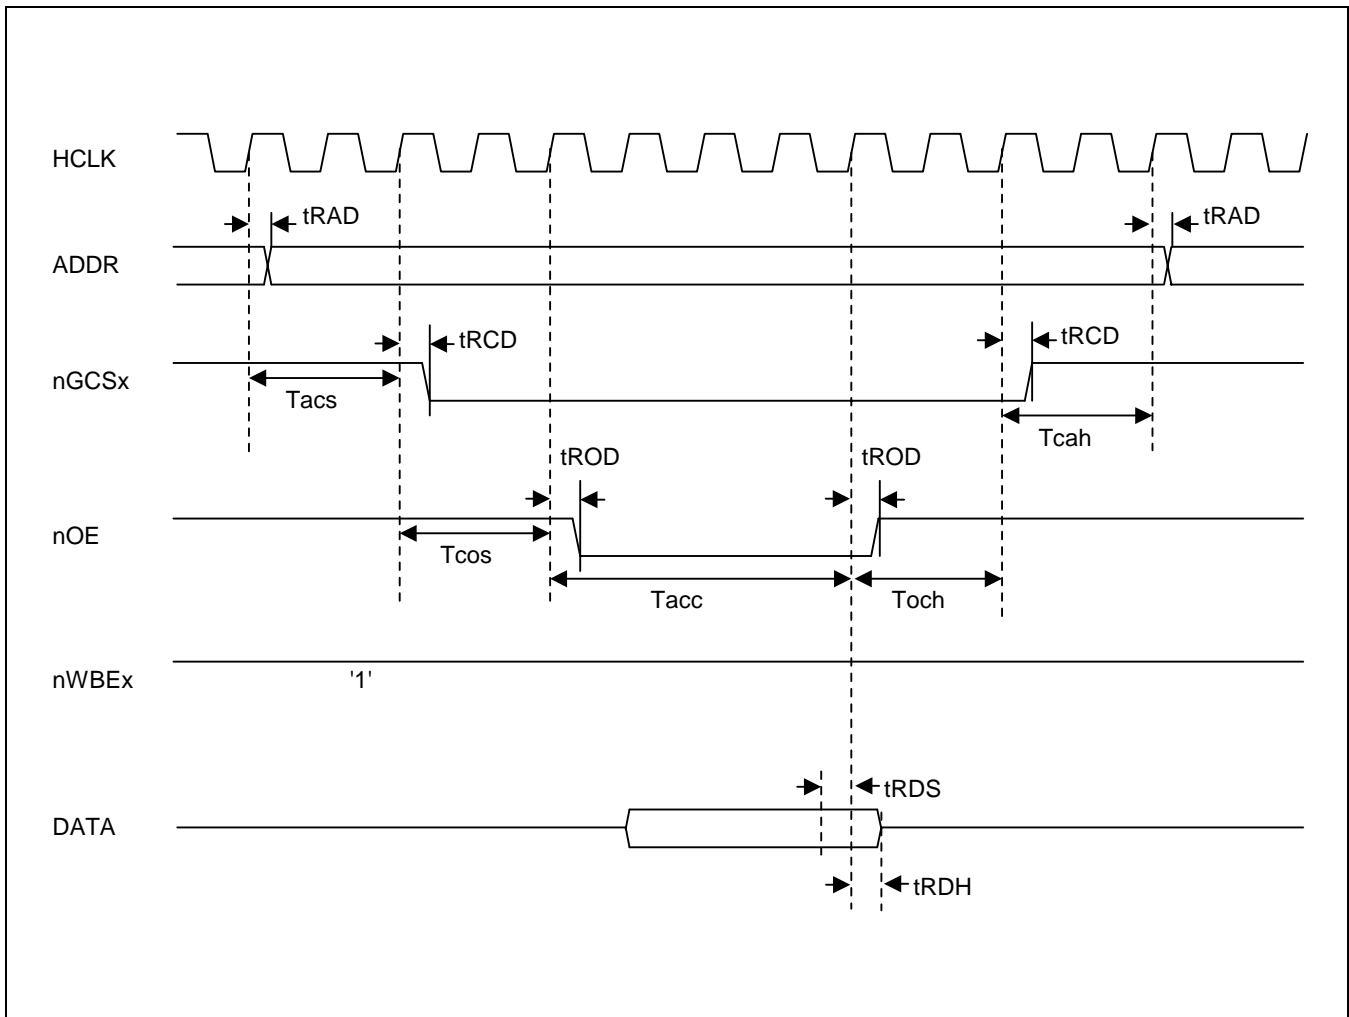 HCLK
tRAD
tRAD
ADDR
tRCD
tRCD
nGCSx
Tacs
Tcah
tROD
tROD
nOE
Tcos
Tacc
Toch
nWBEx
'1'
tRDS
DATA
tRDH